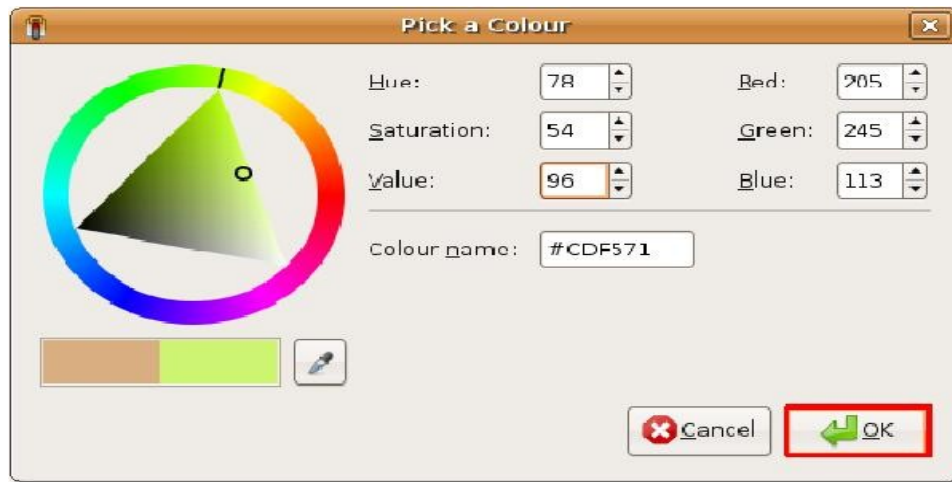 Pick a Colour
Hue: 78 Red: 205
Saturation: 54 Green: 245
Value: 96 Blue: 113
Colour name: #CDF571
Cancel OK